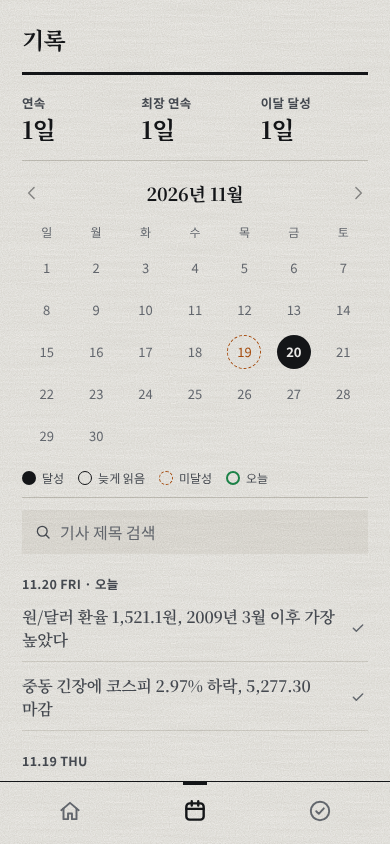 기록
연속 최장 연속 이달 달성
1일 1일 1일
2026년 11월
일 월 화 수 목 금 토
1 2 3 4 5 6 7
8 9 10 11 12 13 14
15 16 17 18 19 20 21
22 23 24 25 26 27 28
29 30
달성 늦게 읽음 미달성 오늘
기사 제목 검색
11.20 FRI · 오늘
원/달러 환율 1,521.1원, 2009년 3월 이후 가장
높았다
중동 긴장에 코스피 2.97% 하락, 5,277.30
마감
11.19 THU